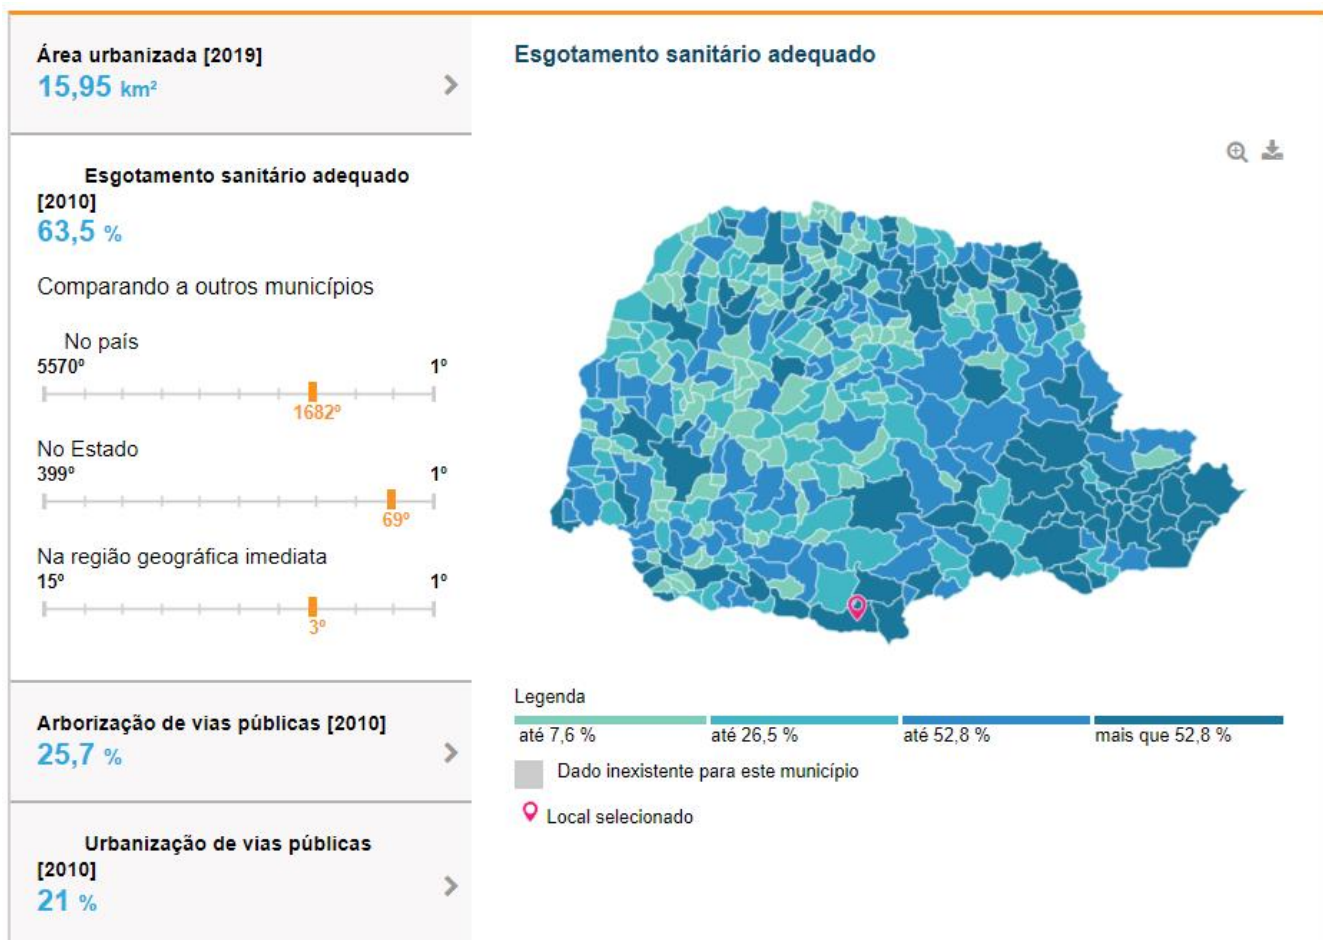 Área urbanizada [2019]
15,95 km²
Esgotamento sanitário adequado
[2010]
63,5 %
Comparando a outros municípios
No país
5570º
1º
1682º
No Estado
399º
1º
69º
Na região geográfica imediata
15º
1º
3º
Arborização de vias públicas [2010]
25,7 %
Urbanização de vias públicas
[2010]
21 %
Esgotamento sanitário adequado
Legenda
até 7,6 %
até 26,5 %
até 52,8 %
mais que 52,8 %
Dado inexistente para este município
Local selecionado